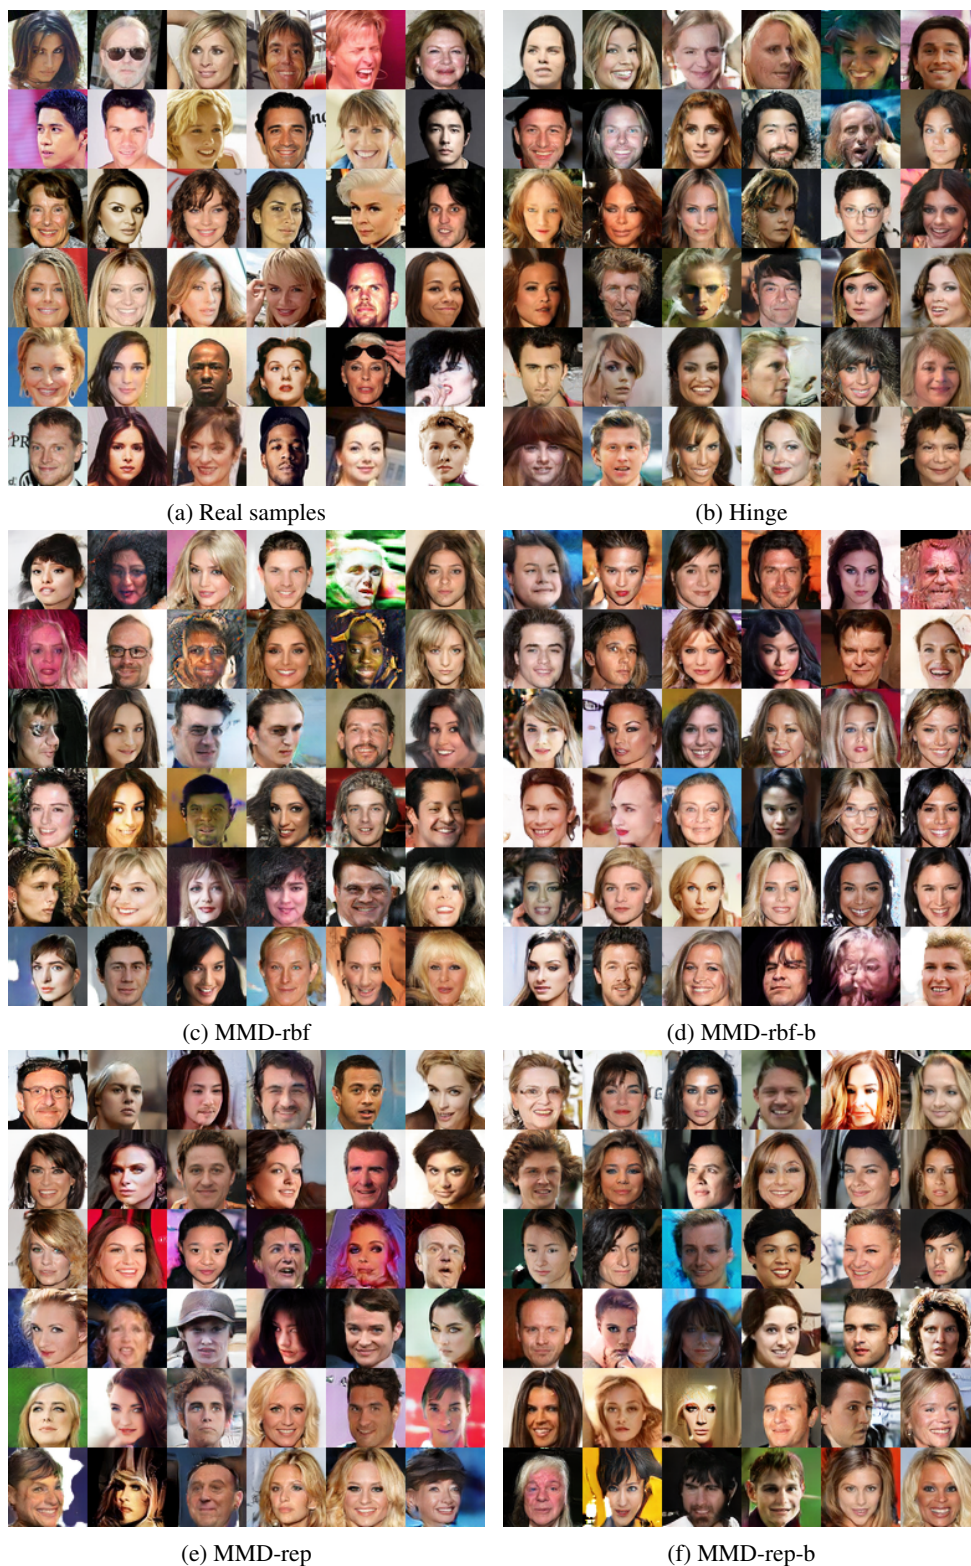 (a) Real samples
(b) Hinge
(c) MMD-rbf
(d) MMD-rbf-b
(e) MMD-rep
(f) MMD-rep-b